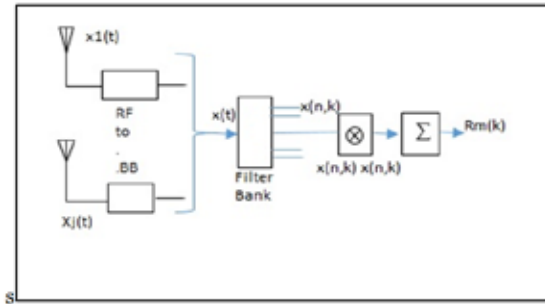 x1(t)
RF
to
.
.BB
Xj(t)
x(t)
Filter
Bank
x(n,k)
⊗
x(n,k) x(n,k)
Σ
Rm(k)
s